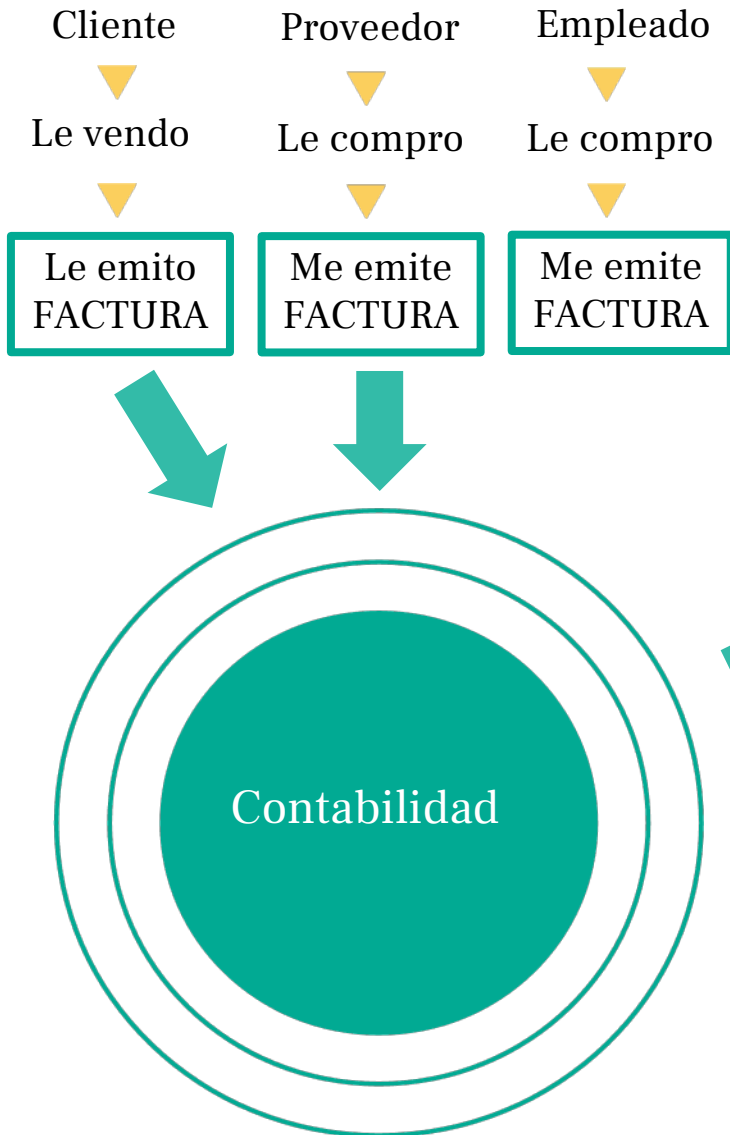 Cliente
Proveedor
Empleado
Le vendo
Le compro
Le compro
Le emito
FACTURA
Me emite
FACTURA
Me emite
FACTURA
Contabilidad